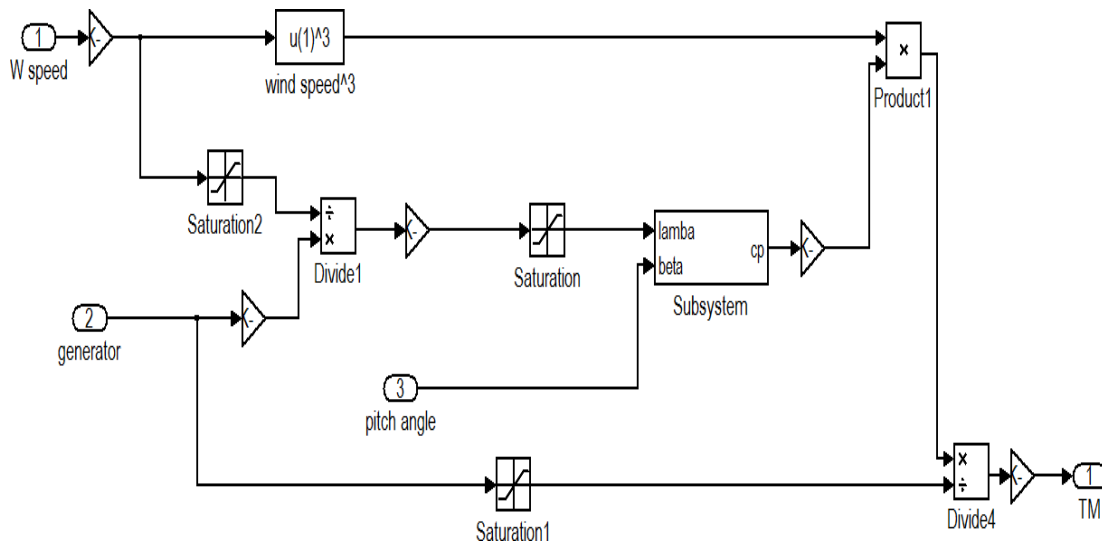 1
W speed
K-
u(1)^3
wind speed^3
×
Product1
Saturation2
÷
×
Divide1
K-
Saturation
lamba
beta
cp
Subsystem
K-
2
generator
K-
3
pitch angle
Saturation1
×
÷
Divide4
K-
1
TM